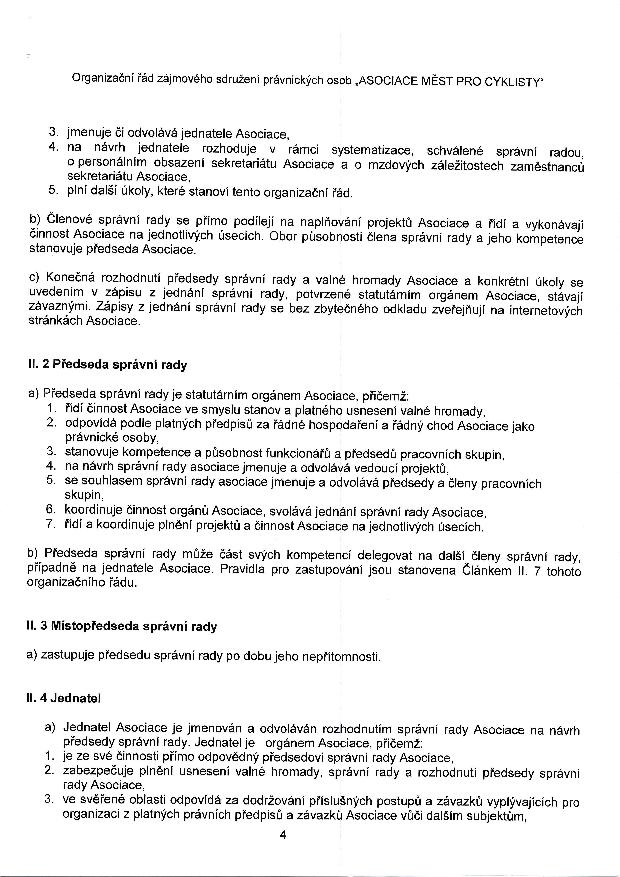 Organizační řád zájmového sdružení právnických osob „ASOCIACE MĚST PRO CYKLISTY"
3. jmenuje či odvolává jednatele Asociace,
4. na návrh jednatele rozhoduje v rámci systematizace, schválené správní radou,
o personálním obsazení sekretariátu Asociace a o mzdových záležitostech zaměstnanců
sekretariátu Asociace,
5. plní další úkoly, které stanoví tento organizační řád.
b) Členové správní rady se přímo podílejí na naplňování projektů Asociace a řídí a vykonávají
činnost Asociace na jednotlivých úsecích. Obor působnosti člena správní rady a jeho kompetence
stanovuje předseda Asociace.
c) Konečná rozhodnutí předsedy správní rady a valné hromady Asociace a konkrétní úkoly se
uvedením v zápisu z jednání správní rady, potvrzené statutárním orgánem Asociace, stávají
závaznými. Zápisy z jednání správní rady se bez zbytečného odkladu zveřejňují na internetových
stránkách Asociace.
II. 2 Předseda správní rady
a) Předseda správní rady je statutárním orgánem Asociace, přičemž:
1. řídí činnost Asociace ve smyslu stanov a platného usnesení valné hromady,
2. odpovídá podle platných předpisů za řádné hospodaření a řádný chod Asociace jako
právnické osoby,
3. stanovuje kompetence a působnost funkcionářů a předsedů pracovních skupin,
4. na návrh správní rady asociace jmenuje a odvolává vedoucí projektů,
5. se souhlasem správní rady asociace jmenuje a odvolává předsedy a členy pracovních
skupin,
6. koordinuje činnost orgánů Asociace, svolává jednání správní rady Asociace,
7. řídí a koordinuje plnění projektů a činnost Asociace na jednotlivých úsecích.
b) Předseda správní rady může část svých kompetencí delegovat na další členy správní rady,
případně na jednatele Asociace. Pravidla pro zastupování jsou stanovena Článkem II. 7 tohoto
organizačního řádu.
II. 3 Místopředseda správní rady
a) zastupuje předsedu správní rady po dobu jeho nepřítomnosti.
II. 4 Jednatel
a) Jednatel Asociace je jmenován a odvoláván rozhodnutím správní rady Asociace na návrh
předsedy správní rady. Jednatel je orgánem Asociace, přičemž:
1. je ze své činnosti přímo odpovědný předsedovi správní rady Asociace,
2. zabezpečuje plnění usnesení valné hromady, správní rady a rozhodnutí předsedy správní
rady Asociace,
3. ve svěřené oblasti odpovídá za dodržování příslušných postupů a závazků vyplývajících pro
organizaci z platných právních předpisů a závazků Asociace vůči dalším subjektům,
4